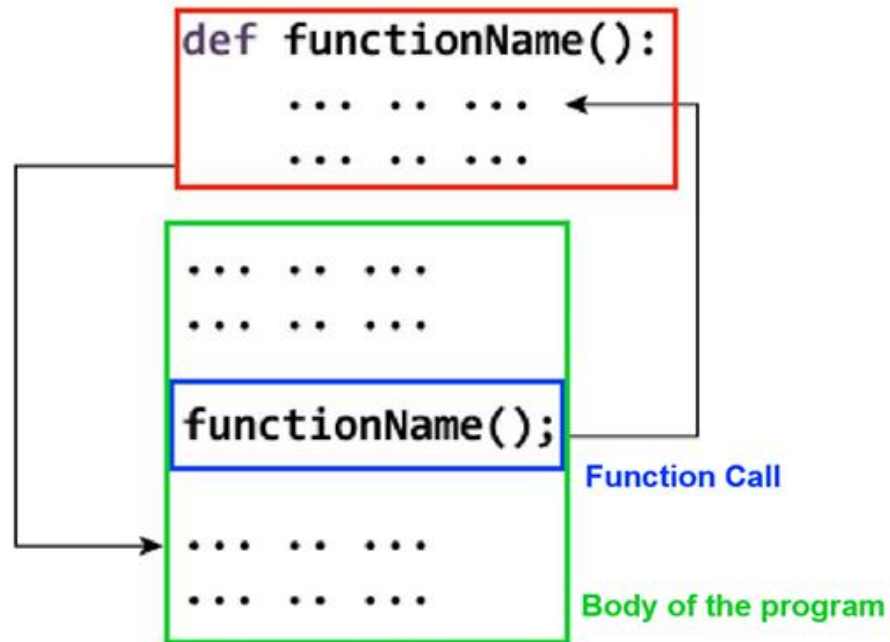 def functionName():
... .. ...
... .. ...
... .. ...
... .. ...
functionName();
Function Call
... .. ...
... .. ...
Body of the program